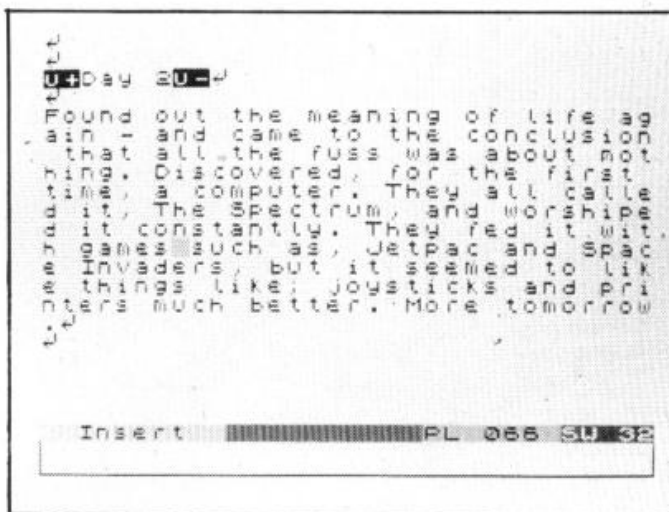 ↵
↵
U+Day 2U-↵
↵
Found out the meaning of life ag
ain - and came to the conclusion
that all the fuss was about not
hing. Discovered, for the first
time, a computer. They all calle
d it, The Spectrum, and worshipe
d it constantly. They fed it wit
h games such as, Jetpac and Spac
e Invaders, but it seemed to lik
e things like; joysticks and pri
nters much better. More tomorrow
.↵
↵
Insert PL 066 SW 32